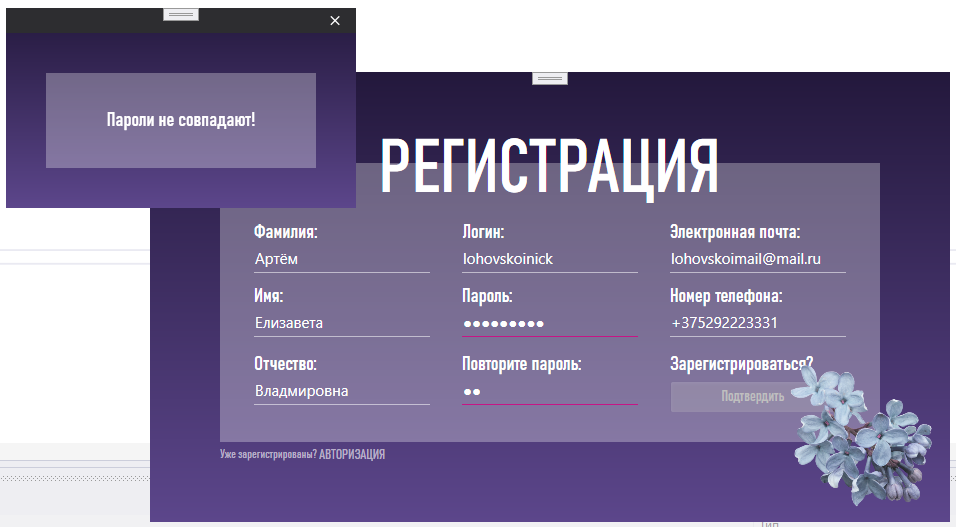 Пароли не совпадают!
РЕГИСТРАЦИЯ
Фамилия:
Артём
Логин:
lohovskoinick
Электронная почта:
lohovskoimail@mail.ru
Имя:
Елизавета
Пароль:
●●●●●●●●●
Номер телефона:
+375292223331
Отчество:
Владмировна
Повторите пароль:
●●
Зарегистрироваться?
Подтвердить
Уже зарегистрированы? АВТОРИЗАЦИЯ